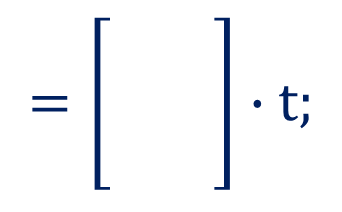 = [ ] · t;